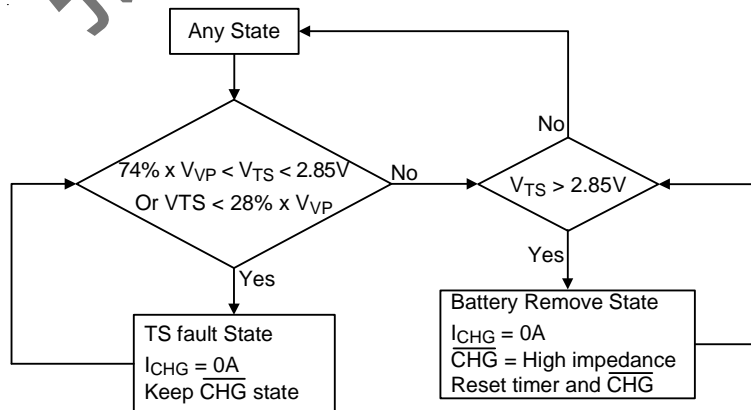 Any State
74% x VVP < VTS < 2.85V
Or VTS < 28% x VVP
No
Yes
TS fault State
ICHG = 0A
Keep CHG state
VTS > 2.85V
No
Yes
Battery Remove State
ICHG = 0A
CHG = High impedance
Reset timer and CHG